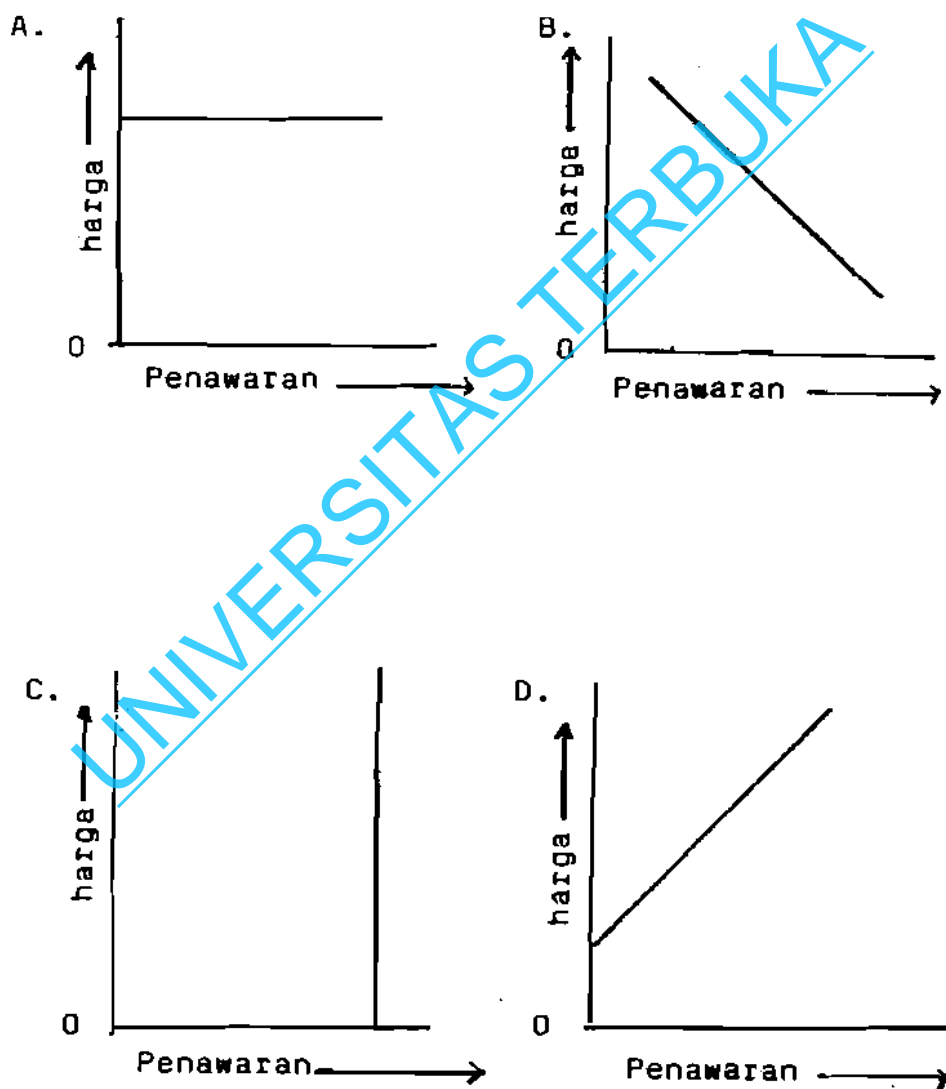 A.
harga
0
Penawaran
B.
harga
0
Penawaran
C.
harga
0
Penawaran
D.
harga
0
Penawaran
UNIVERSITAS TERBUKA